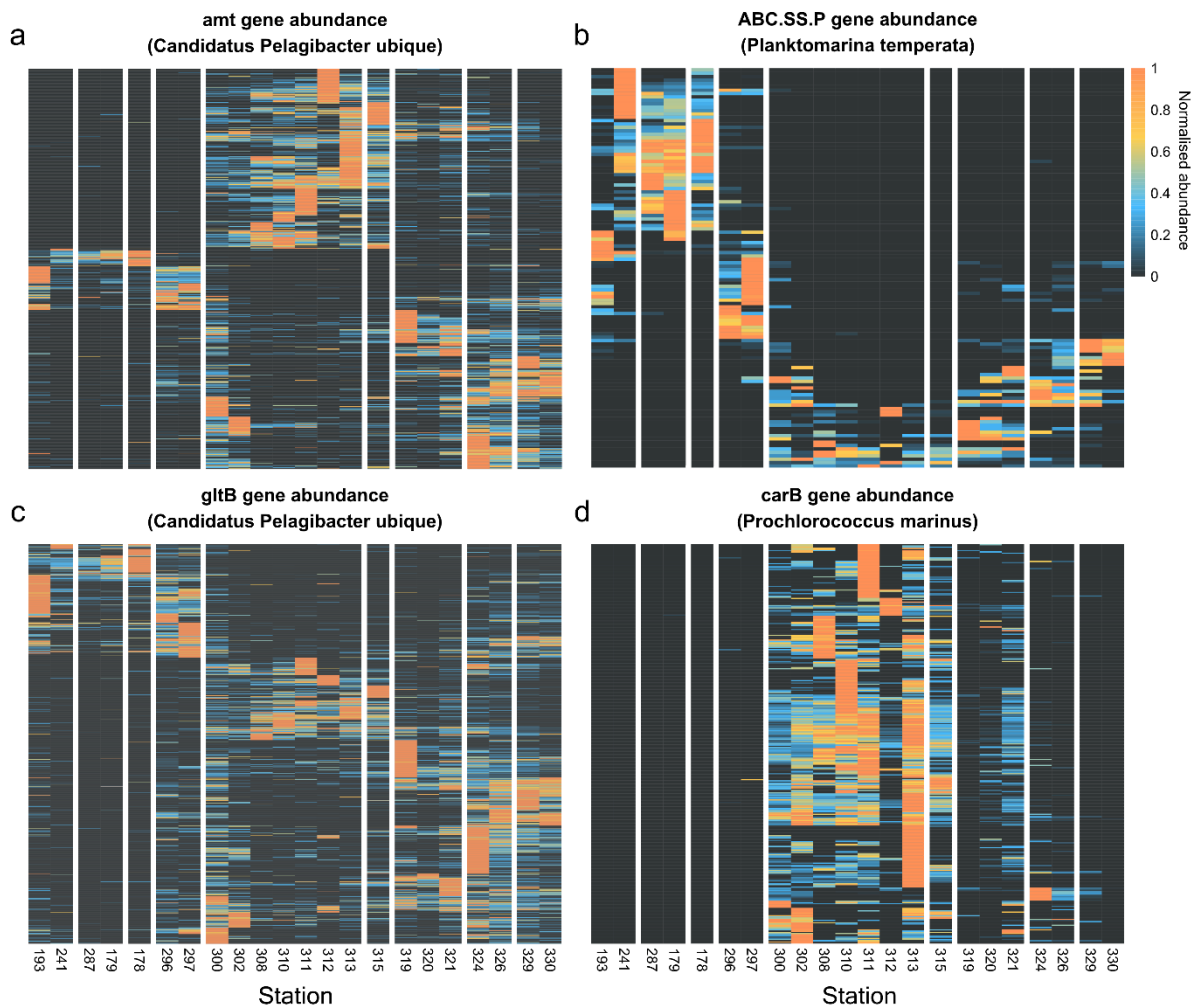 a
amt gene abundance
(Candidatus Pelagibacter ubique)
b
ABC.SS.P gene abundance
(Planktomarina temperata)
1
0.8
0.6
0.4
0.2
0
Normalised abundance
c
gltB gene abundance
(Candidatus Pelagibacter ubique)
d
carB gene abundance
(Prochlorococcus marinus)
193 241 287 179 178 296 297 300 302 308 310 311 312 313 315 319 320 321 324 326 329 330
Station
193 241 287 179 178 296 297 300 302 308 310 311 312 313 315 319 320 321 324 326 329 330
Station